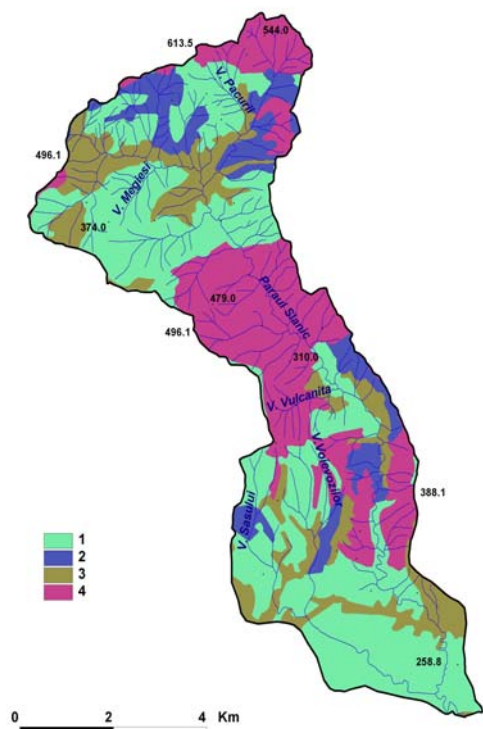 544.0
613.5
V. Pacurii
496.1
V. Megiesi
374.0
Paraul Slanic
479.0
496.1
310.0
V. Vulcanita
V. Voievozilor
388.1
V. Sasului
1
2
3
4
258.8
0 2 4 Km